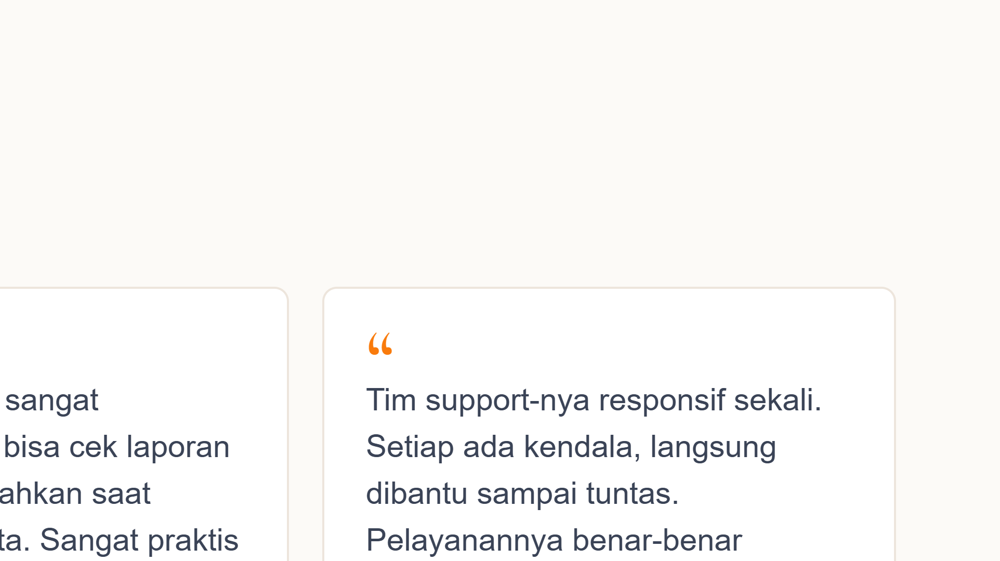 sangat
bisa cek laporan
ahkan saat
ta. Sangat praktis
“
Tim support-nya responsif sekali.
Setiap ada kendala, langsung
dibantu sampai tuntas.
Pelayanannya benar-benar